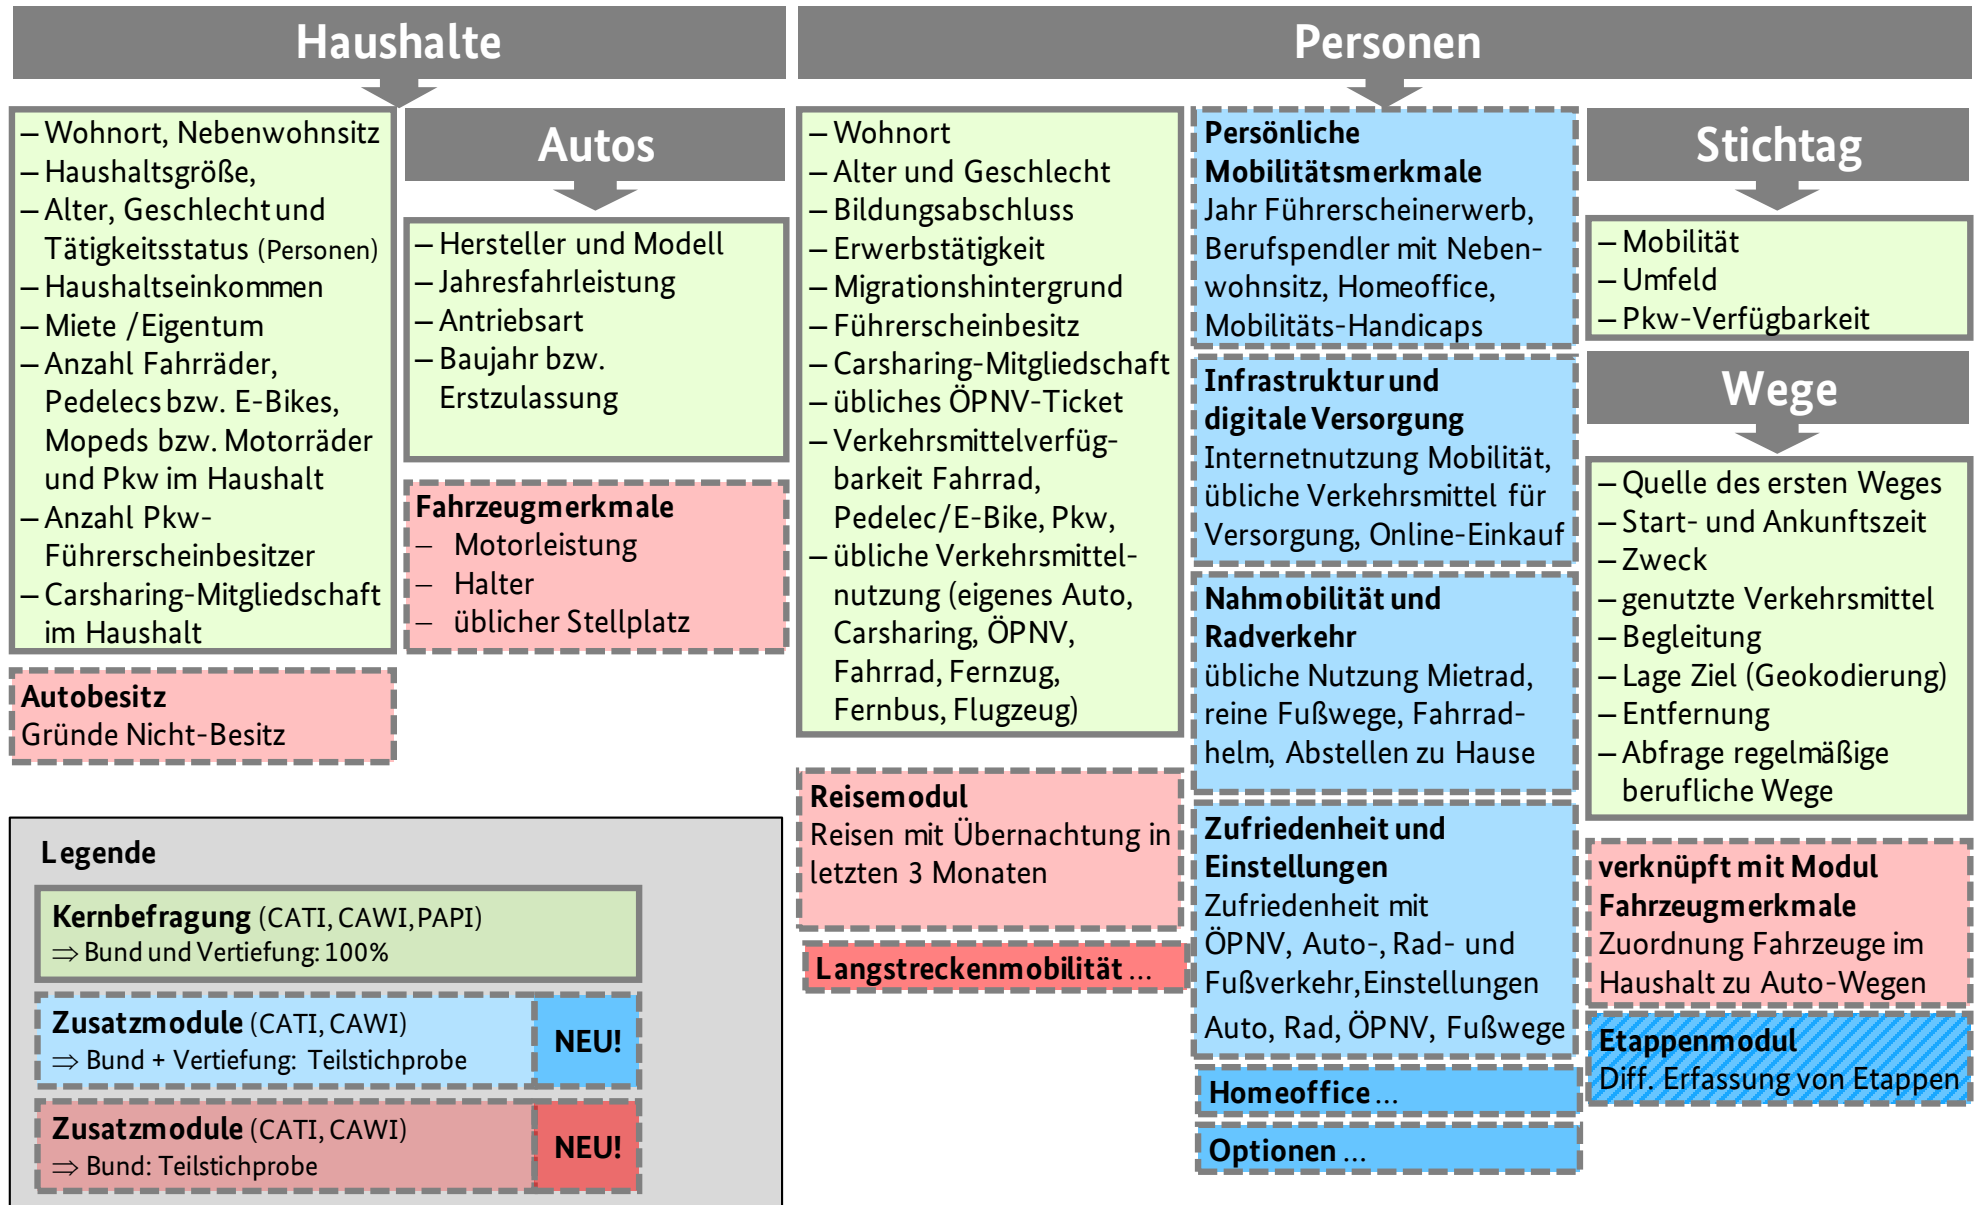 Haushalte
– Wohnort, Nebenwohnsitz
– Haushaltsgröße,
– Alter, Geschlecht und
Tätigkeitsstatus (Personen)
– Haushaltseinkommen
– Miete /Eigentum
– Anzahl Fahrräder,
Pedelecs bzw. E-Bikes,
Mopeds bzw. Motorräder
und Pkw im Haushalt
– Anzahl Pkw-
Führerscheinbesitzer
– Carsharing-Mitgliedschaft
im Haushalt
Autobesitz
Gründe Nicht-Besitz
Autos
– Hersteller und Modell
– Jahresfahrleistung
– Antriebsart
– Baujahr bzw.
Erstzulassung
Fahrzeugmerkmale
– Motorleistung
– Halter
– üblicher Stellplatz
Personen
– Wohnort
– Alter und Geschlecht
– Bildungsabschluss
– Erwerbstätigkeit
– Migrationshintergrund
– Führerscheinbesitz
– Carsharing-Mitgliedschaft
– übliches ÖPNV-Ticket
– Verkehrsmittelverfüg-
barkeit Fahrrad,
Pedelec/E-Bike, Pkw,
– übliche Verkehrsmittel-
nutzung (eigenes Auto,
Carsharing, ÖPNV,
Fahrrad, Fernzug,
Fernbus, Flugzeug)
Reisemodul
Reisen mit Übernachtung in
letzten 3 Monaten
Langstreckenmobilität ...
Persönliche
Mobilitätsmerkmale
Jahr Führerscheinerwerb,
Berufspendler mit Neben-
wohnsitz, Homeoffice,
Mobilitäts-Handicaps
Infrastruktur und
digitale Versorgung
Internetnutzung Mobilität,
übliche Verkehrsmittel für
Versorgung, Online-Einkauf
Nahmobilität und
Radverkehr
übliche Nutzung Mietrad,
reine Fußwege, Fahrrad-
helm, Abstellen zu Hause
Zufriedenheit und
Einstellungen
Zufriedenheit mit
ÖPNV, Auto-, Rad- und
Fußverkehr, Einstellungen
Auto, Rad, ÖPNV, Fußwege
Homeoffice ...
Optionen ...
Stichtag
– Mobilität
– Umfeld
– Pkw-Verfügbarkeit
Wege
– Quelle des ersten Weges
– Start- und Ankunftszeit
– Zweck
– genutzte Verkehrsmittel
– Begleitung
– Lage Ziel (Geokodierung)
– Entfernung
– Abfrage regelmäßige
berufliche Wege
verknüpft mit Modul
Fahrzeugmerkmale
Zuordnung Fahrzeuge im
Haushalt zu Auto-Wegen
Etappenmodul
Diff. Erfassung von Etappen
Legende
Kernbefragung (CATI, CAWI, PAPI)
⇒ Bund und Vertiefung: 100%
Zusatzmodule (CATI, CAWI)
⇒ Bund + Vertiefung: Teilstichprobe
NEU!
Zusatzmodule (CATI, CAWI)
⇒ Bund: Teilstichprobe
NEU!